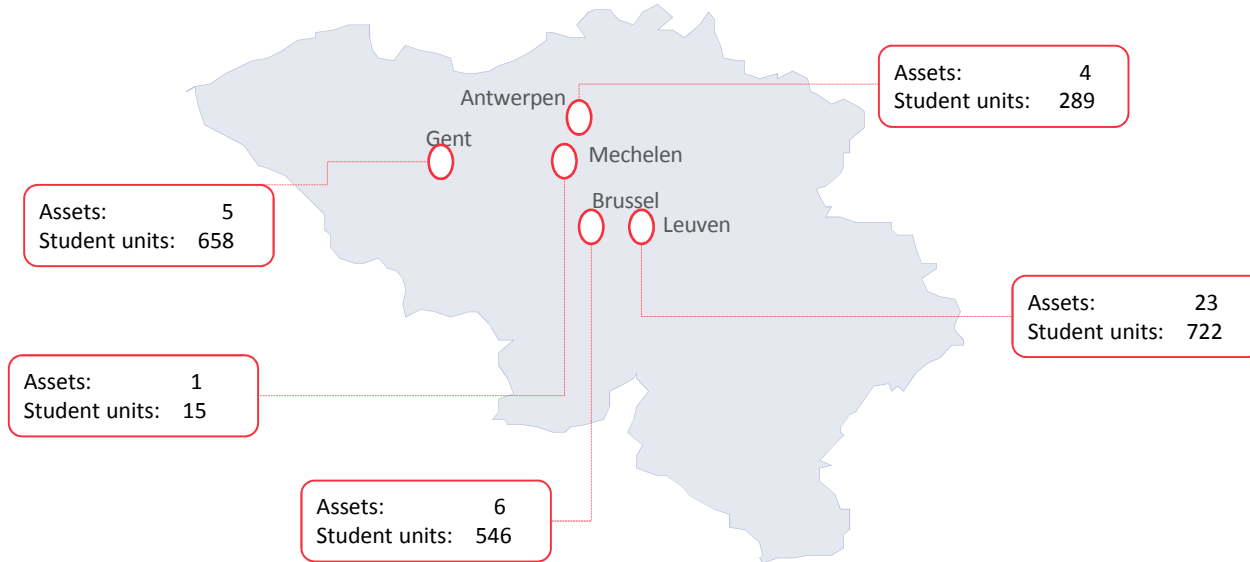 Assets: 4
Student units: 289
Antwerpen
Gent
Mechelen
Assets: 5
Student units: 658
Brussel
Leuven
Assets: 23
Student units: 722
Assets: 1
Student units: 15
Assets: 6
Student units: 546